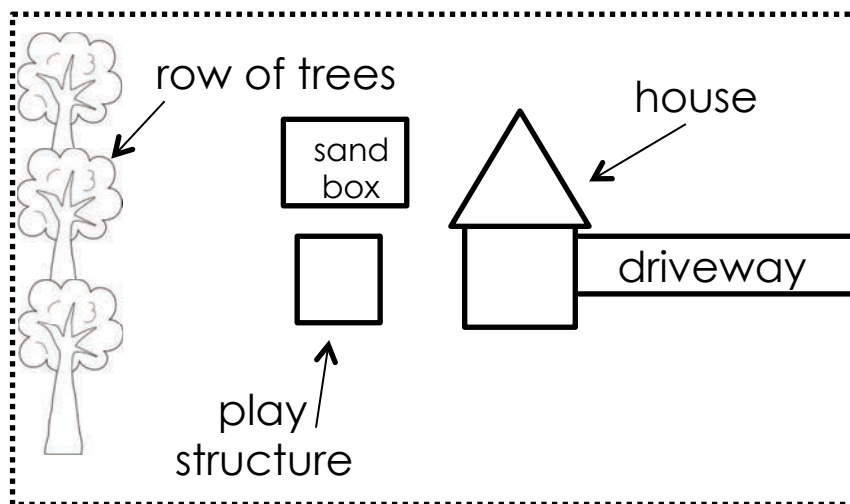 row of trees
house
sand
box
driveway
play
structure